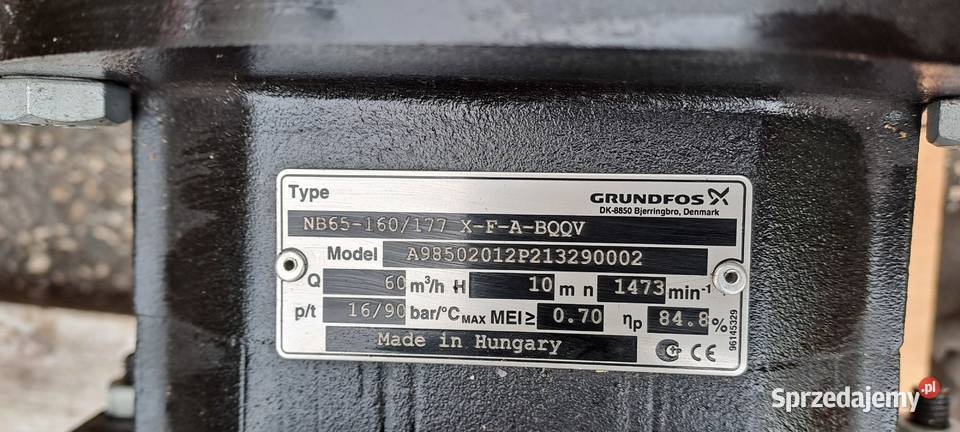 Type GRUNDFOS X
DK-8850 Bjerringbro, Denmark
NB65-160/177 X-F-A-BQQV
Model A98502012P213290002
Q 60 m³/h H 10 m n 1473 min⁻¹
p/t 16/90 bar/°C MAX MEI ≥ 0.70 ηp 84.8 %
Made in Hungary CE
96145329
Sprzedajemy.pl